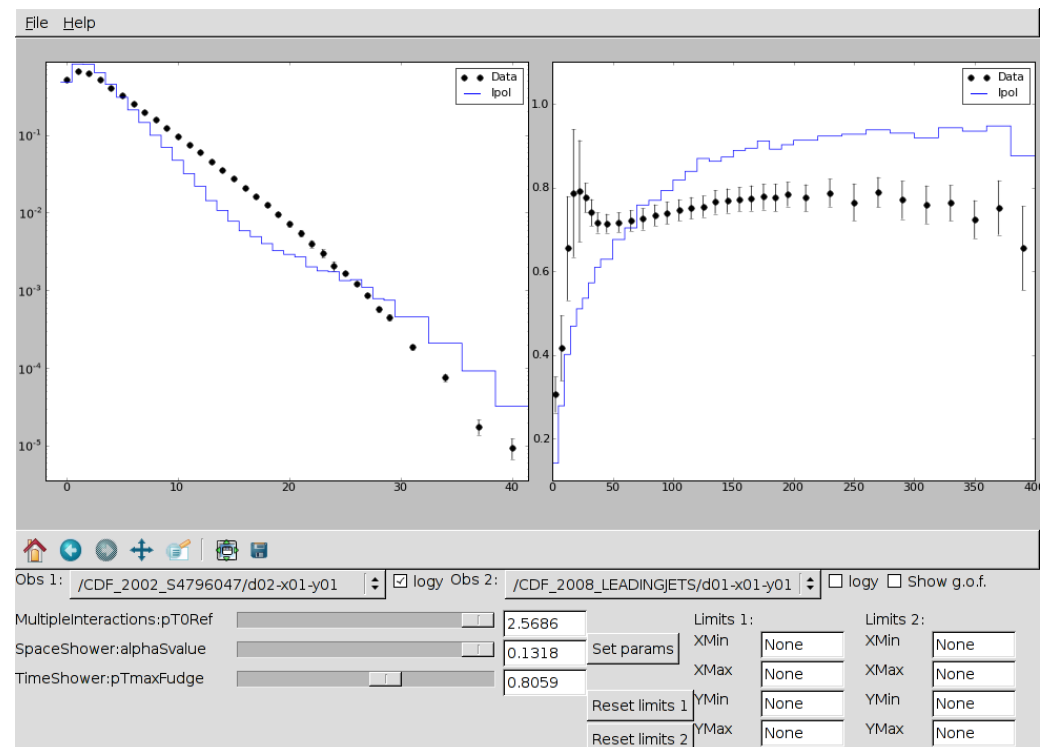 File Help
Data
Ipol
10-1
10-2
10-3
10-4
10-5
0 10 20 30 40
Data
Ipol
1.0
0.8
0.6
0.4
0.2
0 50 100 150 200 250 300 350 400
Obs 1: /CDF_2002_S4796047/d02-x01-y01 logy Obs 2: /CDF_2008_LEADINGJETS/d01-x01-y01 logy Show g.o.f.
MultipleInteractions:pT0Ref 2.5686
SpaceShower:alphaSvalue 0.1318 Set params
TimeShower:pTmaxFudge 0.8059
Reset limits 1
Reset limits 2
Limits 1:
XMin None
XMax None
YMin None
YMax None
Limits 2:
XMin None
XMax None
YMin None
YMax None